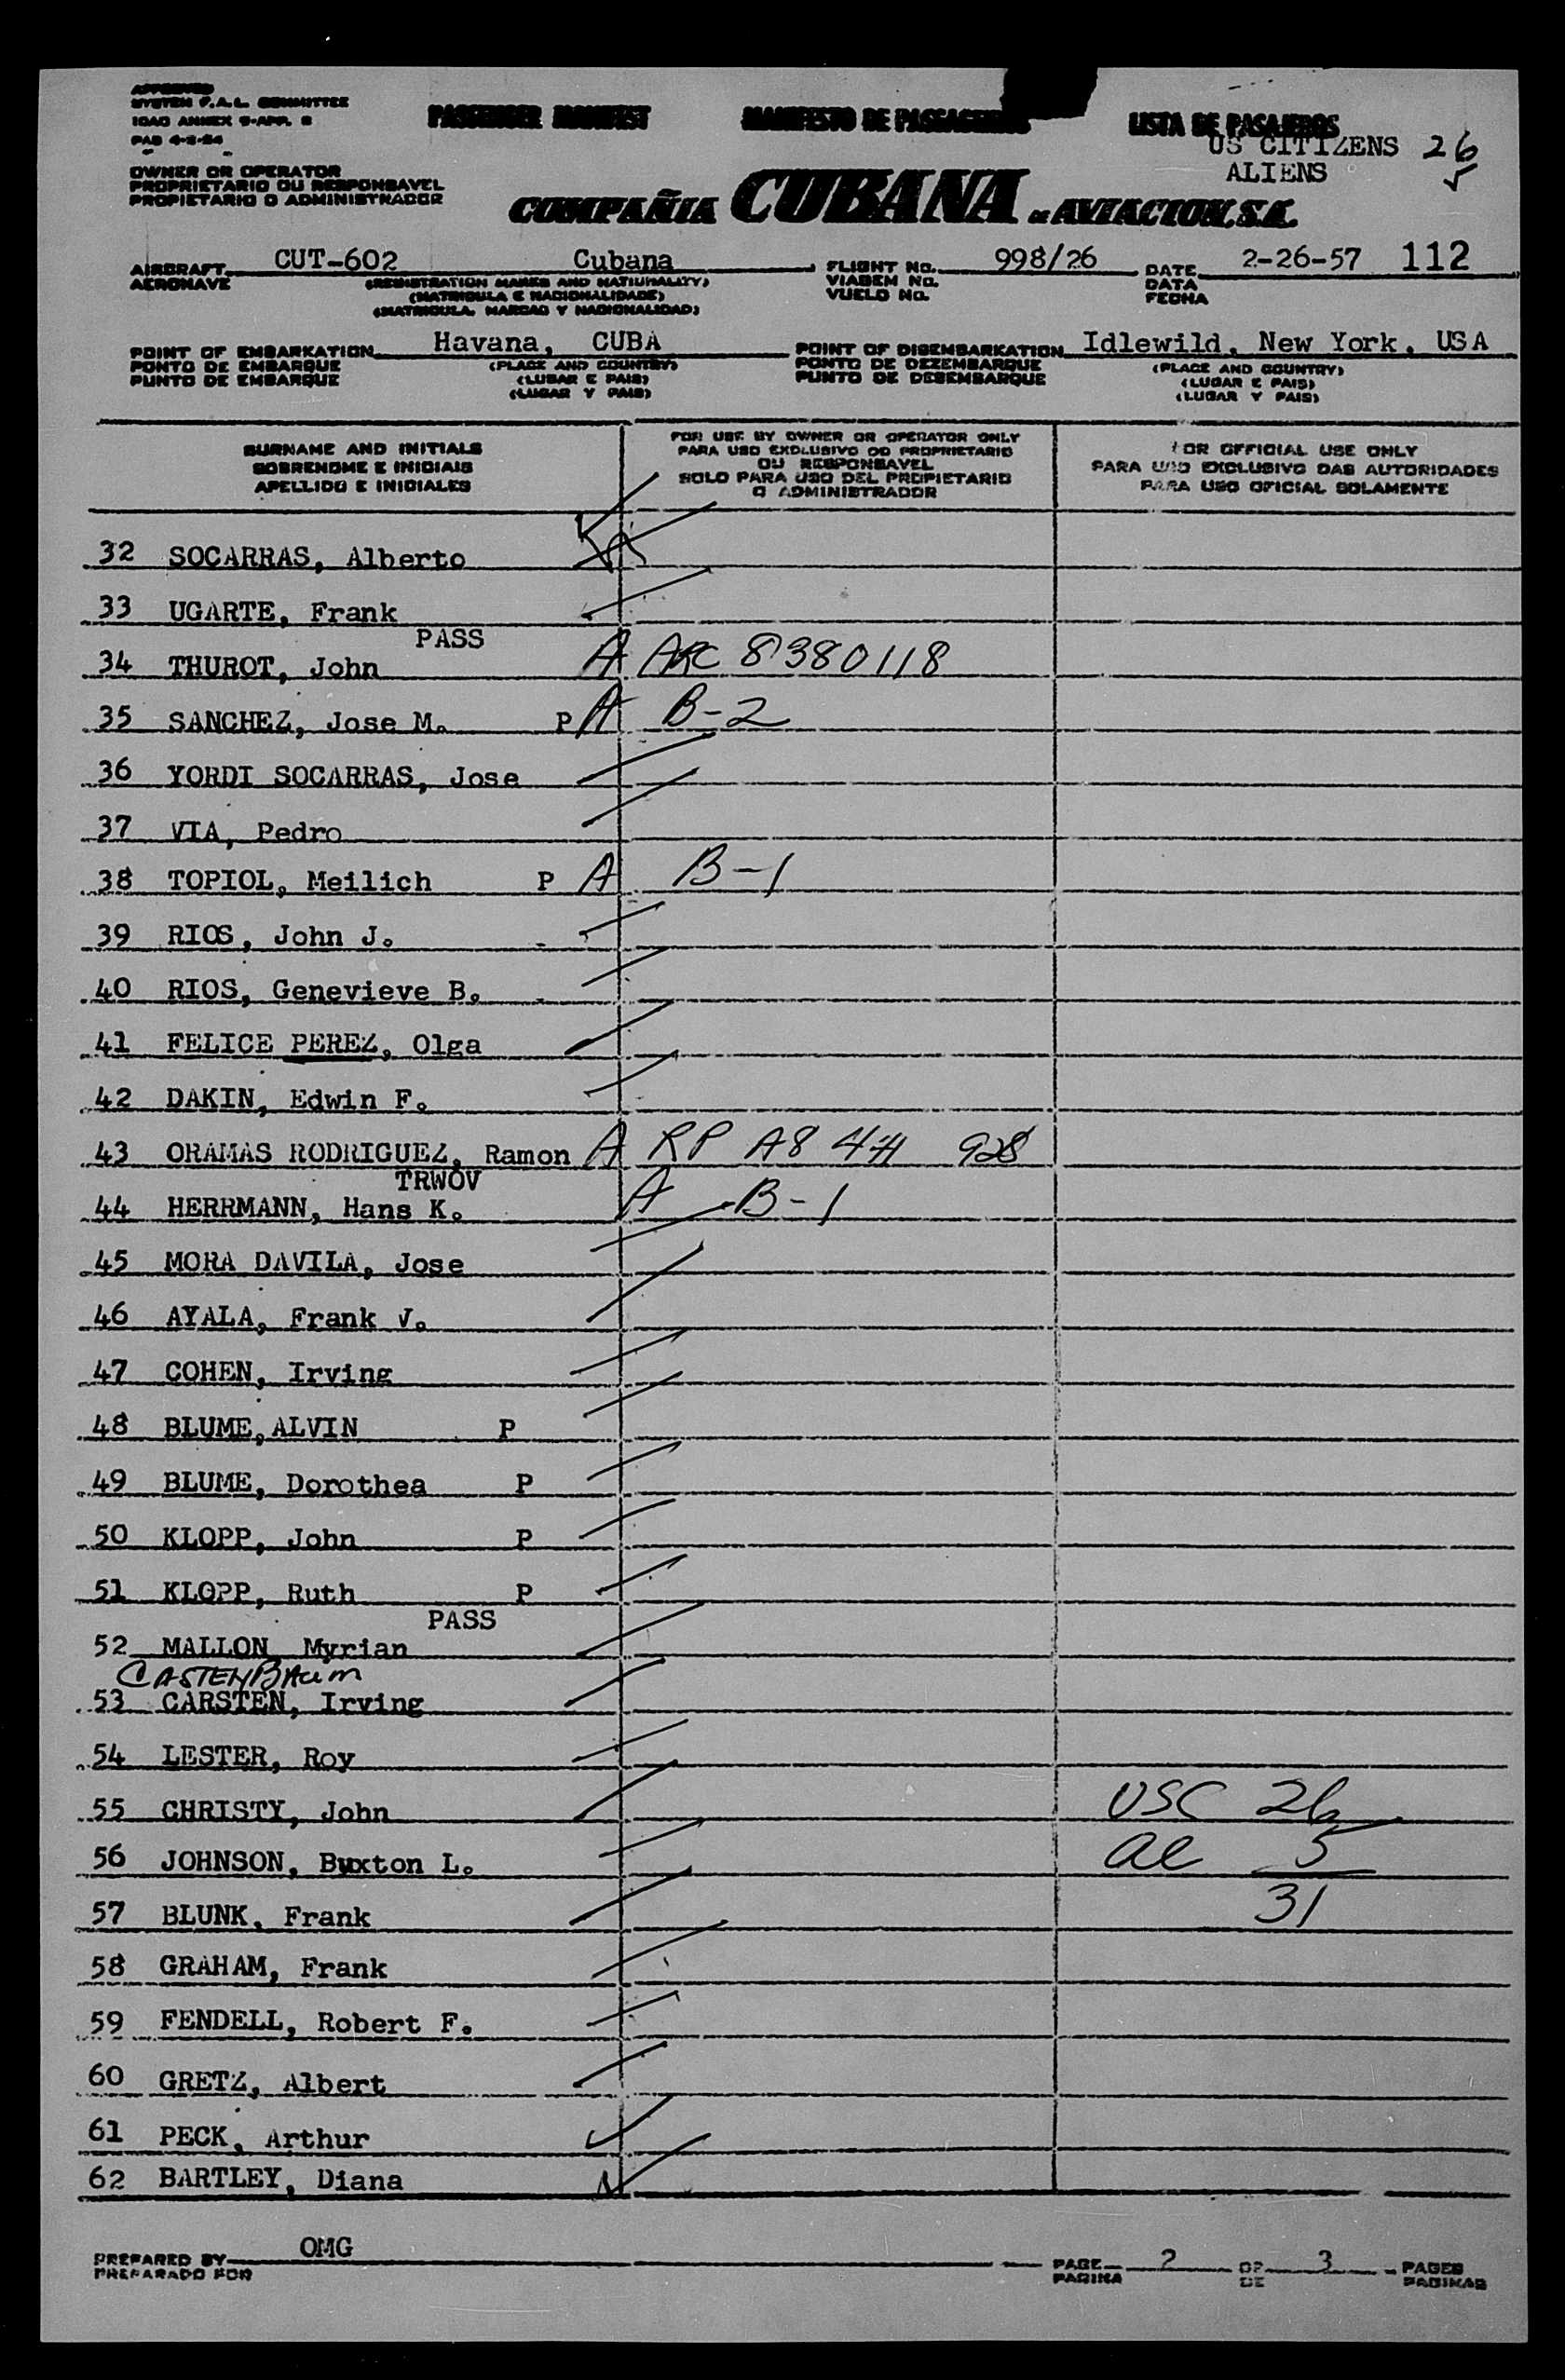 APPROVED
SYSTEM F.A.L. COMMITTEE
ICAO ANNEX 9-APP. 8
PAB 4-8-54
PASSENGER MANIFEST MANIFESTO DE PASSAGEIROS LISTA DE PASAJEROS
US CITIZENS 26
ALIENS 5
OWNER OR OPERATOR
PROPRIETARIO OU RESPONSAVEL
PROPIETARIO O ADMINISTRADOR
COMPAÑIA CUBANA DE AVIACION, S.A.
AIRCRAFT CUT-602 Cubana FLIGHT No. 998/26 DATE 2-26-57 112
AERONAVE (REGISTRATION MARKS AND NATIONALITY) VIAGEM No. DATA
(MATRICULA E NACIONALIDADE) VUELO No. FECHA
(MATRICULA, MARCAS Y NACIONALIDAD)
POINT OF EMBARKATION Havana, CUBA POINT OF DISEMBARKATION Idlewild, New York, USA
PONTO DE EMBARQUE (PLACE AND COUNTRY) PONTO DE DEZEMBARQUE (PLACE AND COUNTRY)
PUNTO DE EMBARQUE (LUGAR E PAIS) PUNTO DE DESEMBARQUE (LUGAR E PAIS)
(LUGAR Y PAIS) (LUGAR Y PAIS)
SURNAME AND INITIALS
SOBRENOME E INICIAIS
APELLIDO E INICIALES
FOR USE BY OWNER OR OPERATOR ONLY
PARA USO EXCLUSIVO DO PROPRIETARIO
OU RESPONSAVEL
SOLO PARA USO DEL PROPIETARIO
O ADMINISTRADOR
FOR OFFICIAL USE ONLY
PARA USO EXCLUSIVO DAS AUTORIDADES
PARA USO OFICIAL SOLAMENTE
32 SOCARRAS, Alberto
33 UGARTE, Frank
PASS
34 THUROT, John A ARC 8380118
35 SANCHEZ, Jose M. P A B-2
36 YORDI SOCARRAS, Jose
37 VIA, Pedro
38 TOPIOL, Meilich P A B-1
39 RIOS, John J.
40 RIOS, Genevieve B.
41 FELICE PEREZ, Olga
42 DAKIN, Edwin F.
43 ORAMAS RODRIGUEZ, Ramon A RP A8 44 928
TRWOV
44 HERRMANN, Hans K. A B-1
45 MORA DAVILA, Jose
46 AYALA, Frank V.
47 COHEN, Irving
48 BLUME, ALVIN P
49 BLUME, Dorothea P
50 KLOPP, John P
51 KLOPP, Ruth P
PASS
52 MALLON, Myrian
CASTENBAUM
53 CARSTEN, Irving
54 LESTER, Roy
55 CHRISTY, John USC 26
56 JOHNSON, Buxton L. al 5
57 BLUNK, Frank 31
58 GRAHAM, Frank
59 FENDELL, Robert F.
60 GRETZ, Albert
61 PECK, Arthur
62 BARTLEY, Diana
PREPARED BY OMG PAGE 2 OF 3 PAGES
PREPARADO POR PAGINA DE PAGINAS